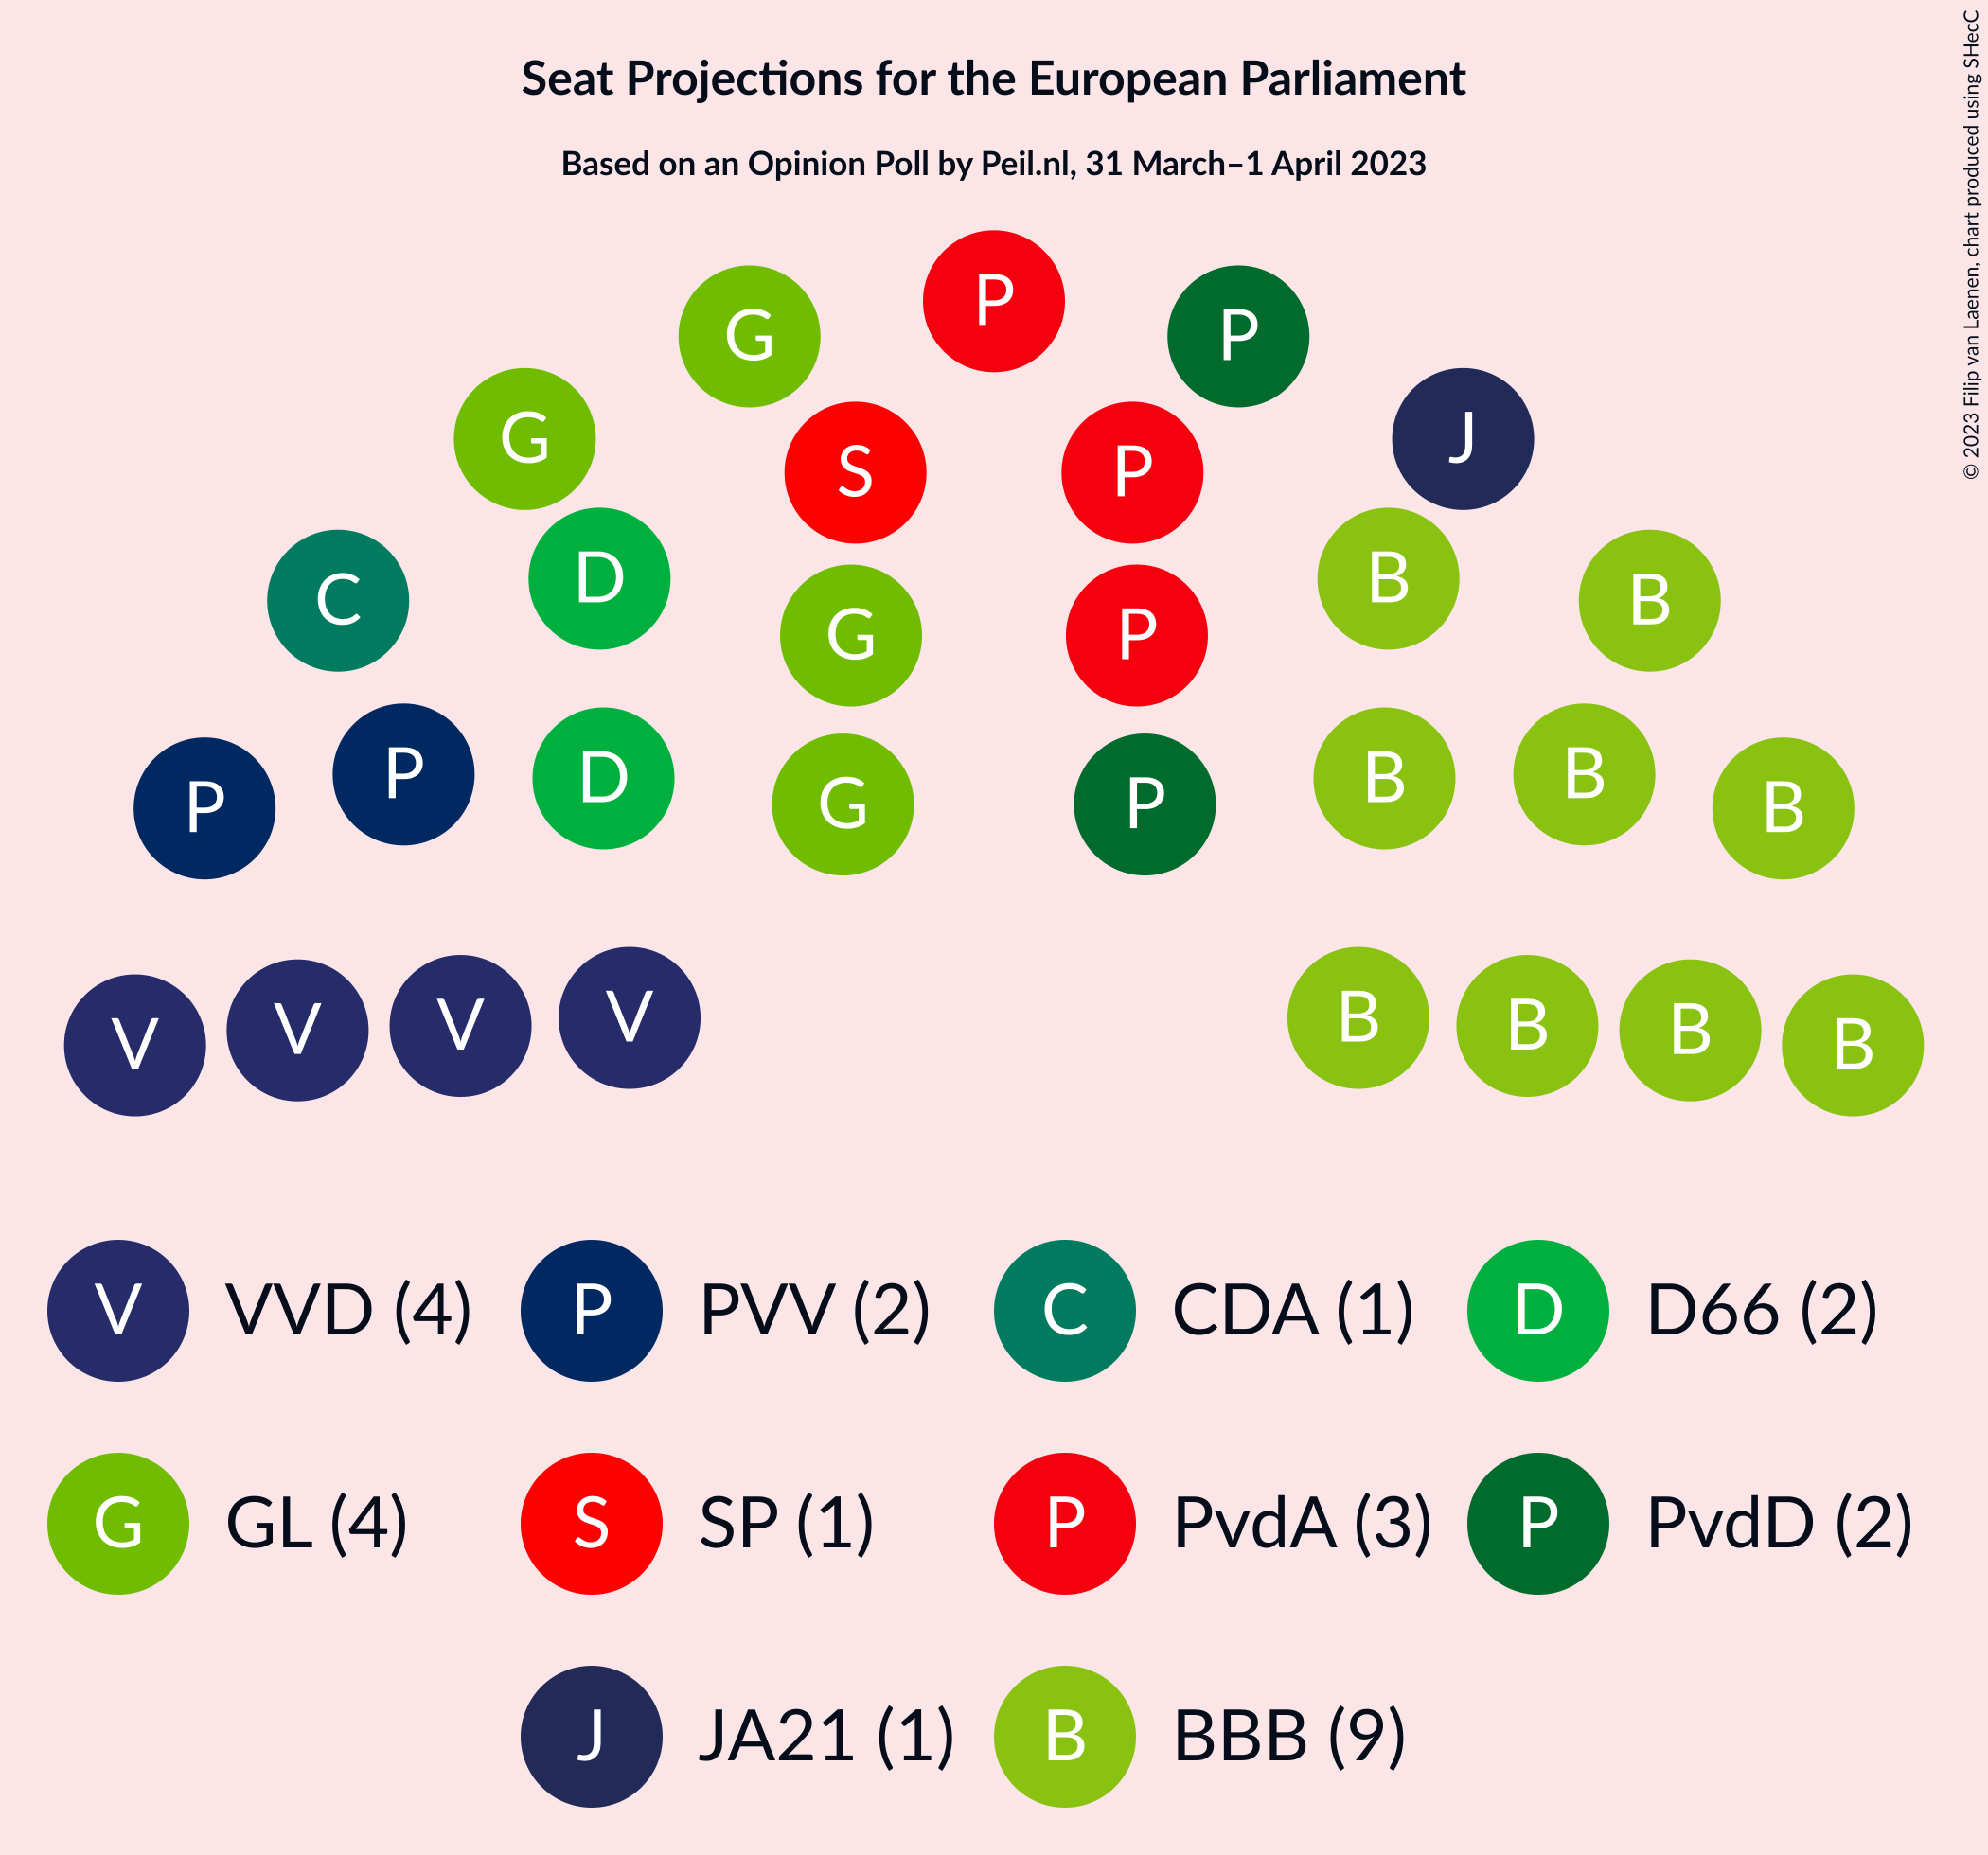 Seat Projections for the European Parliament
Based on an Opinion Poll by Peil.nl, 31 March–1 April 2023
© 2023 Filip van Laenen, chart produced using SHecC
P
G P
G J
S P
D B
C B
G P
P P
D B
B B
G P
V V V V B B B B
V VVD (4) P PVV (2) C CDA (1) D D66 (2)
G GL (4) S SP (1) P PvdA (3) P PvdD (2)
J JA21 (1) B BBB (9)